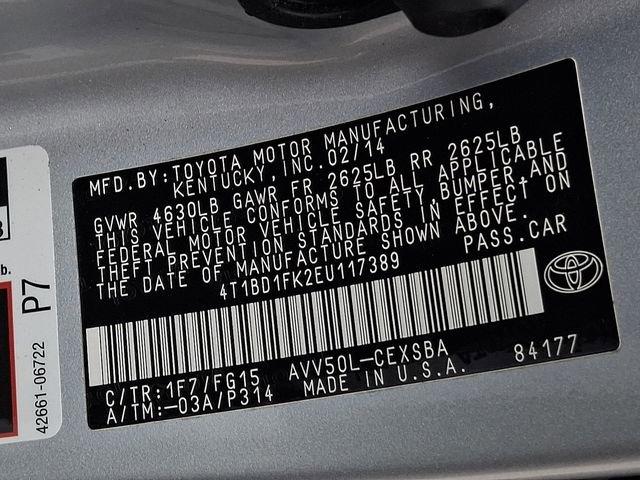 MFD.BY:TOYOTA MOTOR MANUFACTURING,
KENTUCKY,INC.02/14
GVWR 4630LB GAWR FR 2625LB RR 2625LB
THIS VEHICLE CONFORMS TO ALL APPLICABLE
FEDERAL MOTOR VEHICLE SAFETY,BUMPER,AND
THEFT PREVENTION STANDARDS IN EFFECT ON
THE DATE OF MANUFACTURE SHOWN ABOVE.
4T1BD1FK2EU117389 PASS.CAR
C/TR:1F7/FG15 AVV50L-CEXSBA
A/TM:-03A/P314 MADE IN U.S.A. 84177
b.
P7
42661-06722